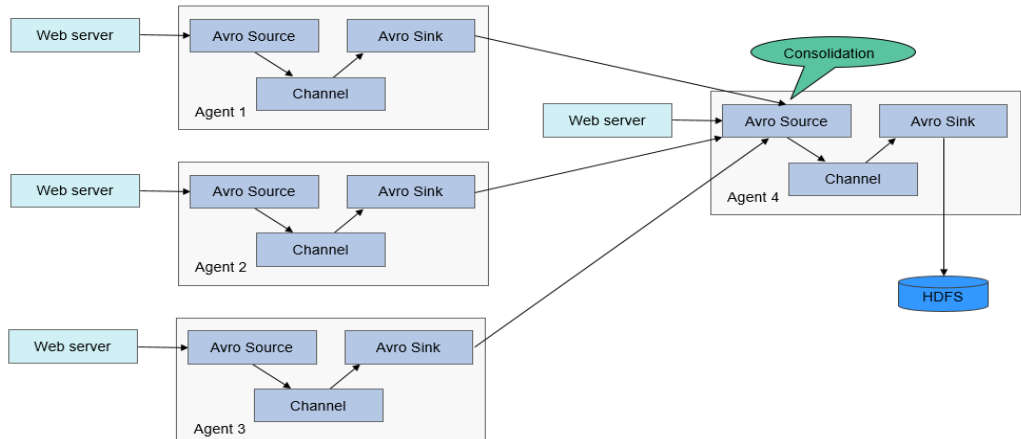 Web server
Avro Source
Avro Sink
Channel
Agent 1
Web server
Avro Source
Avro Sink
Channel
Agent 2
Web server
Avro Source
Avro Sink
Channel
Agent 3
Consolidation
Web server
Avro Source
Avro Sink
Channel
Agent 4
HDFS